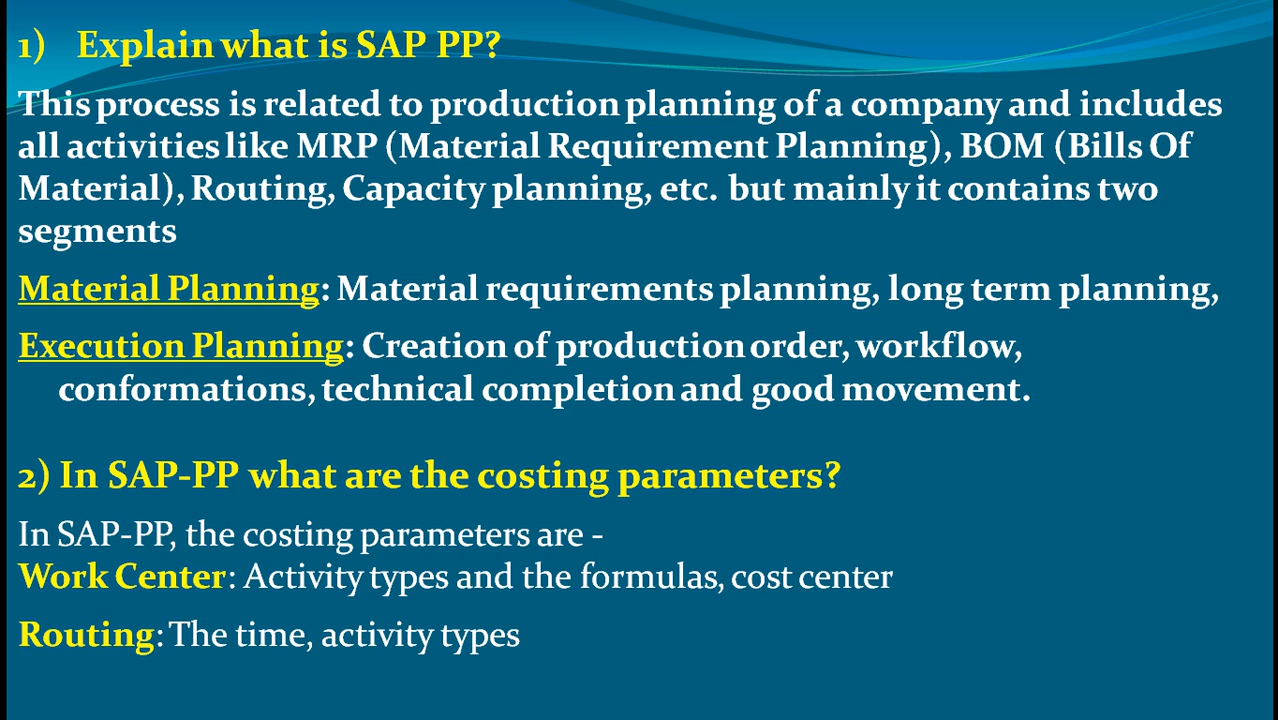 1) Explain what is SAP PP?
This process is related to production planning of a company and includes
all activities like MRP (Material Requirement Planning), BOM (Bills Of
Material), Routing, Capacity planning, etc. but mainly it contains two
segments
Material Planning: Material requirements planning, long term planning,
Execution Planning: Creation of production order, workflow,
conformations, technical completion and good movement.
2) In SAP-PP what are the costing parameters?
In SAP-PP, the costing parameters are -
Work Center: Activity types and the formulas, cost center
Routing: The time, activity types